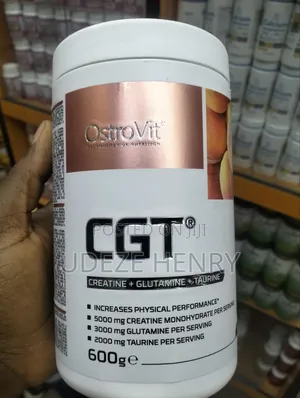 OstroVit®
CGT®
POSTED ON jiji
UDEZE HENRY
CREATINE + GLUTAMINE + TAURINE
INCREASES PHYSICAL PERFORMANCE*
5000 mg CREATINE MONOHYDRATE PER SERVING
3000 mg GLUTAMINE PER SERVING
2000 mg TAURINE PER SERVING
600g e